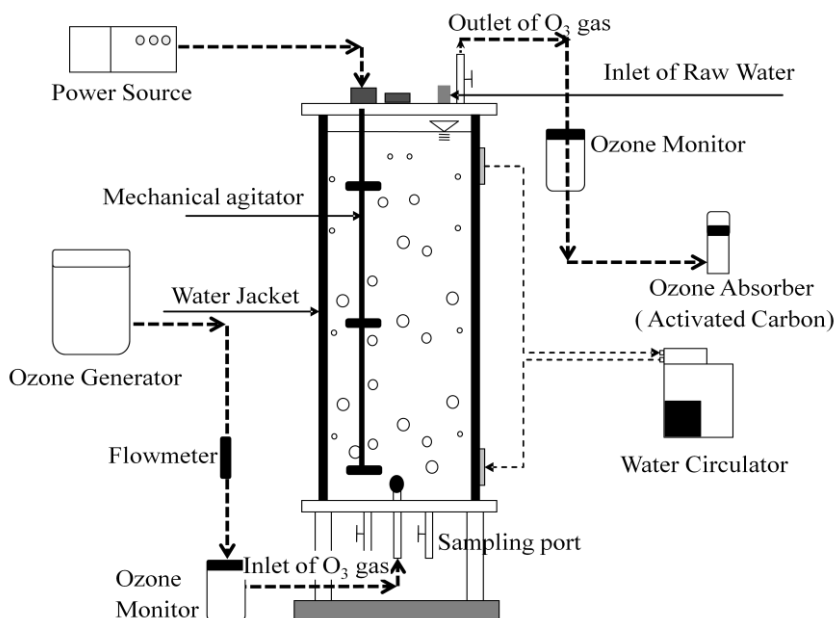 Outlet of O3 gas
Power Source
Inlet of Raw Water
Ozone Monitor
Mechanical agitator
Water Jacket
Ozone Absorber
( Activated Carbon)
Ozone Generator
Flowmeter
Water Circulator
Sampling port
Inlet of O3 gas
Ozone
Monitor